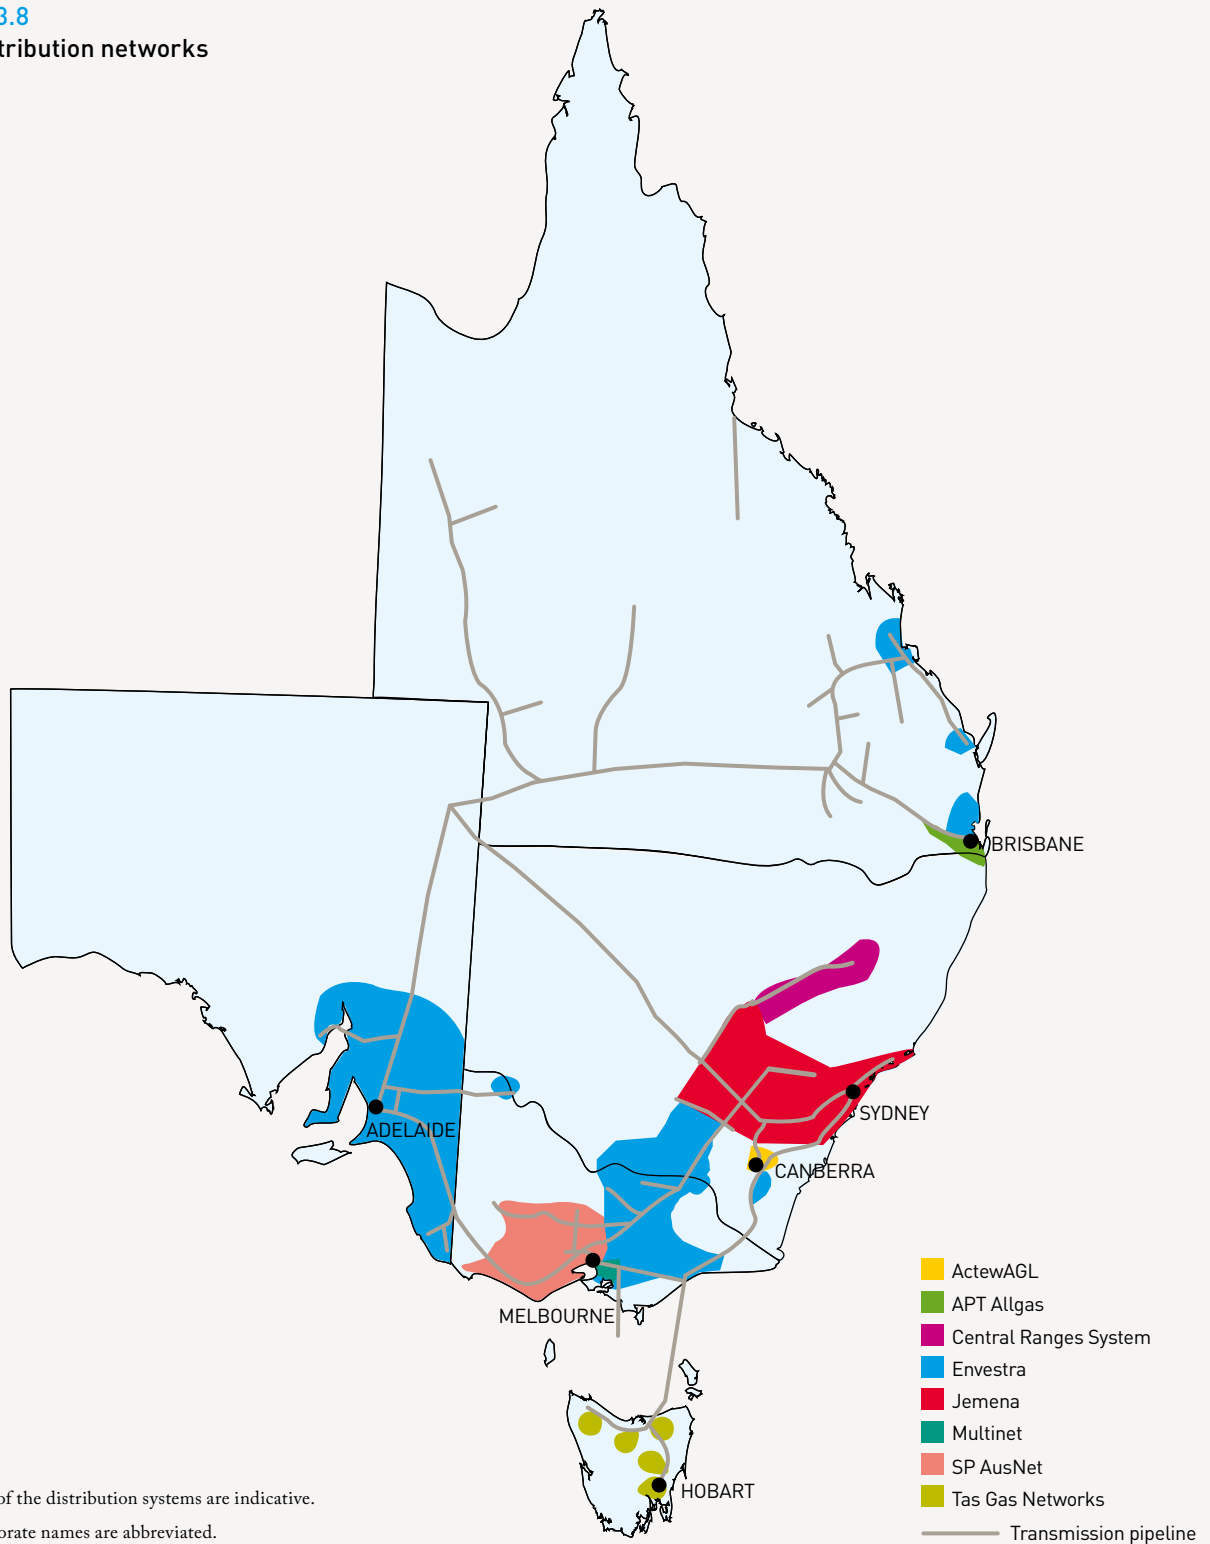 3.8
tribution networks
BRISBANE
SYDNEY
ADELAIDE
CANBERRA
MELBOURNE
HOBART
ActewAGL
APT Allgas
Central Ranges System
Envestra
Jemena
Multinet
SP AusNet
Tas Gas Networks
Transmission pipeline
of the distribution systems are indicative.
orate names are abbreviated.